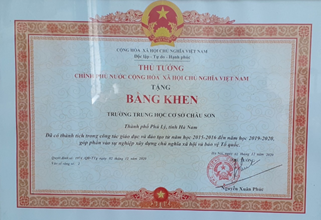 CỘNG HÒA XÃ HỘI CHỦ NGHĨA VIỆT NAM
Độc lập - Tự do - Hạnh phúc
THỦ TƯỚNG
CHÍNH PHỦ NƯỚC CỘNG HÒA XÃ HỘI CHỦ NGHĨA VIỆT NAM
TẶNG
BẰNG KHEN
TRƯỜNG TRUNG HỌC CƠ SỞ CHÂU SƠN
Thành phố Phủ Lý, tỉnh Hà Nam
Đã có thành tích trong công tác giáo dục và đào tạo từ năm học 2015-2016 đến năm học 2019-2020,
góp phần vào sự nghiệp xây dựng chủ nghĩa xã hội và bảo vệ Tổ quốc.
Nguyễn Xuân Phúc